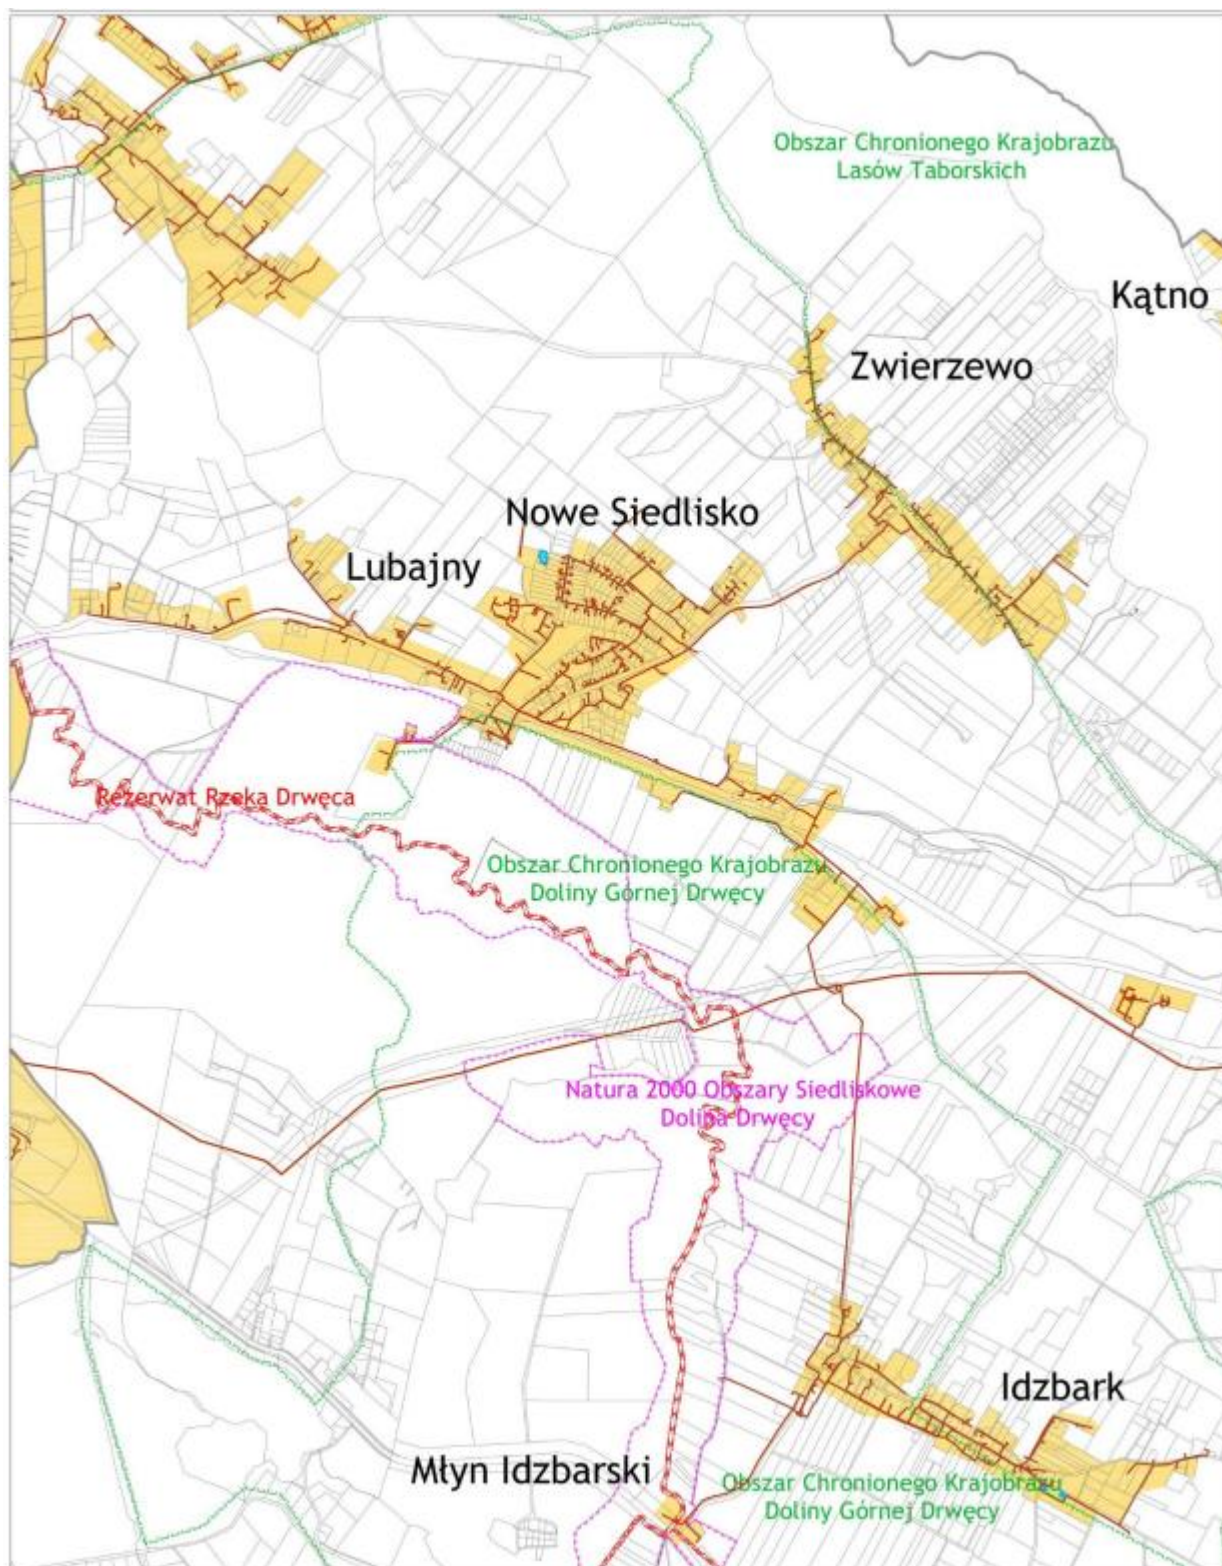 Obszar Chronionego Krajobrazu
Lasów Taborskich
Kątno
Zwierzewo
Nowe Siedlisko
Lubajny
Rezerwat Rzeka Drwęca
Obszar Chronionego Krajobrazu
Doliny Górnej Drwęcy
Natura 2000 Obszary Siedliskowe
Dolina Drwęcy
Idzbark
Młyn Idzbarski
Obszar Chronionego Krajobrazu
Doliny Górnej Drwęcy